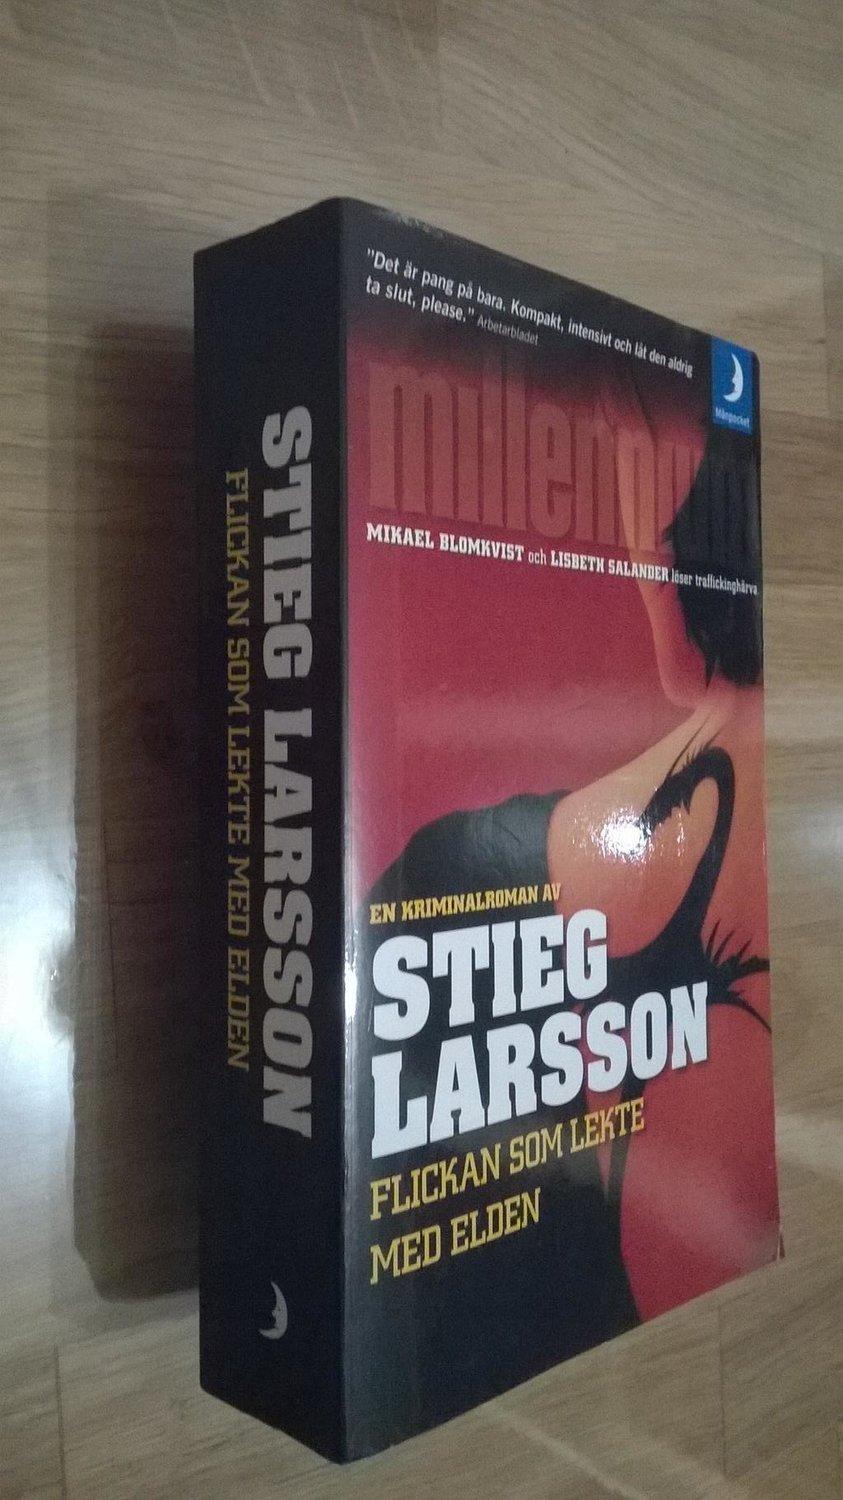 "Det är pang på bara. Kompakt, intensivt och låt den aldrig
ta slut, please." Arbetarbladet
Månpocket
millennium
MIKAEL BLOMKVIST och LISBETH SALANDER löser traffickinghärva.
EN KRIMINALROMAN AV
STIEG
LARSSON
FLICKAN SOM LEKTE
MED ELDEN
STIEG LARSSON
FLICKAN SOM LEKTE MED ELDEN